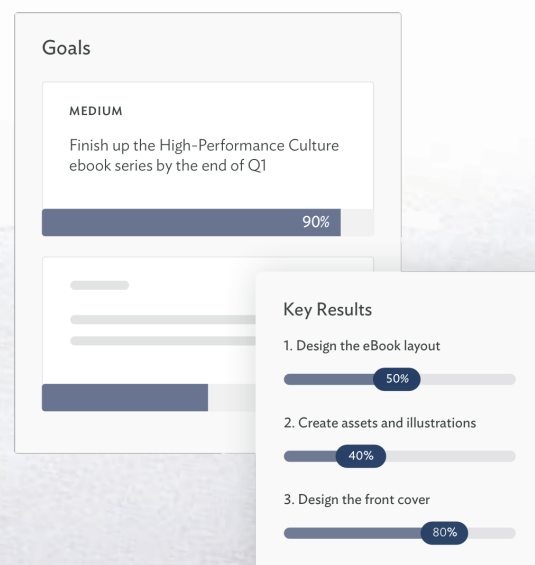 Goals
MEDIUM
Finish up the High-Performance Culture
ebook series by the end of Q1
90%
Key Results
1. Design the eBook layout
50%
2. Create assets and illustrations
40%
3. Design the front cover
80%